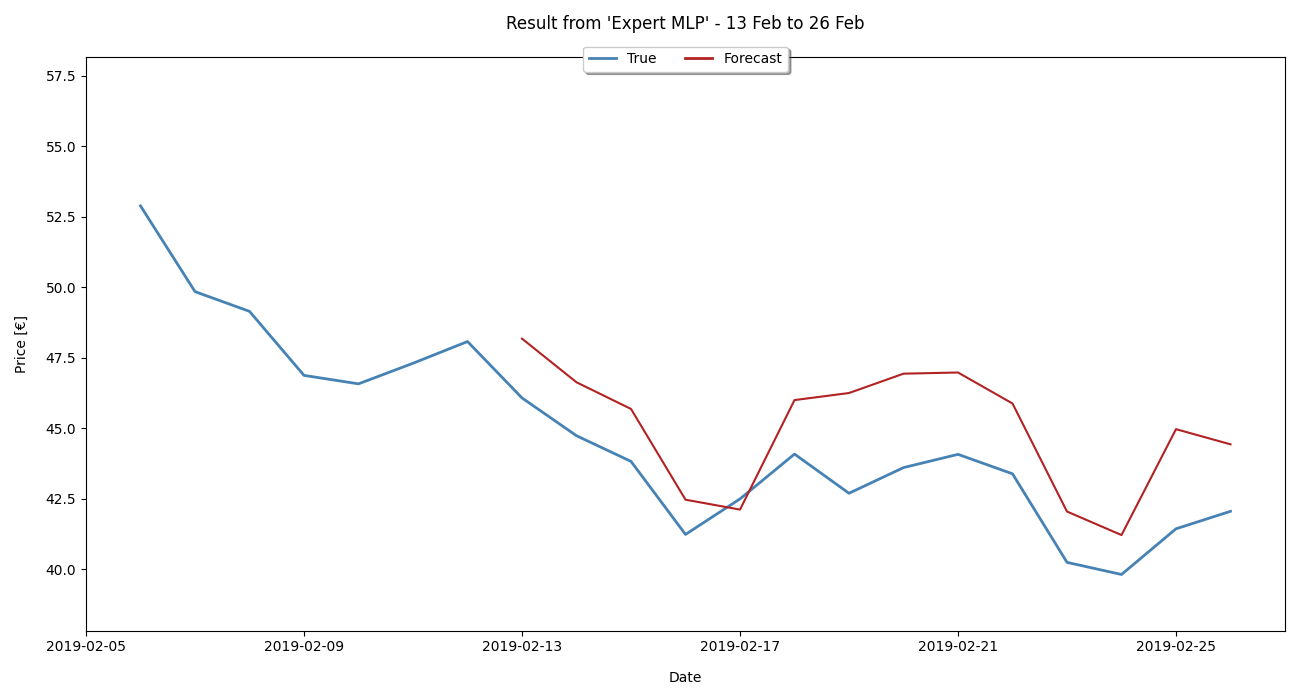 Result from 'Expert MLP' - 13 Feb to 26 Feb
True Forecast
57.5
55.0
52.5
50.0
47.5
45.0
42.5
40.0
Price [€]
2019-02-05 2019-02-09 2019-02-13 2019-02-17 2019-02-21 2019-02-25
Date